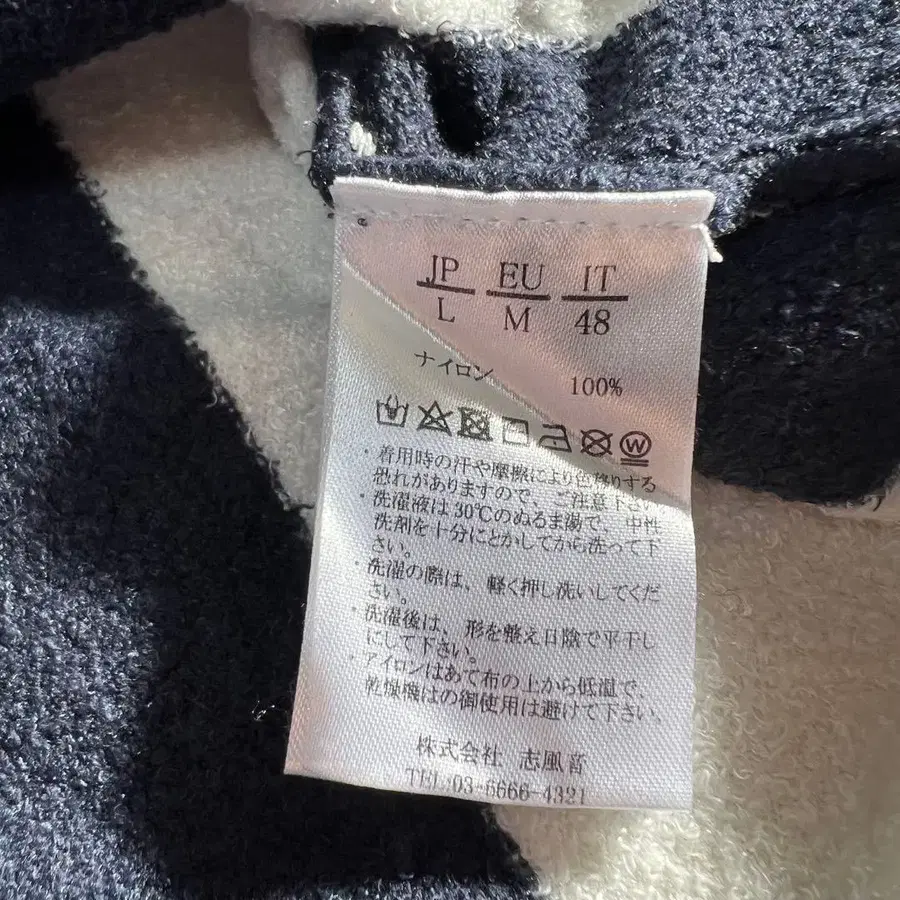 JP EU IT
L M 48
ナイロン 100%
W
・着用時の汗や摩擦により色移りする
恐れがありますので、ご注意下さい。
・洗濯液は30℃のぬるま湯で、中性
洗剤を十分にとかしてから洗って下
さい。
・洗濯の際は、軽く押し洗いしてくだ
さい。
・洗濯後は、形を整え日陰で平干し
にして下さい。
・アイロンはあて布の上から低温で、
乾燥機はの御使用は避けて下さい。
株式会社 志風音
TEL:03-6666-4321